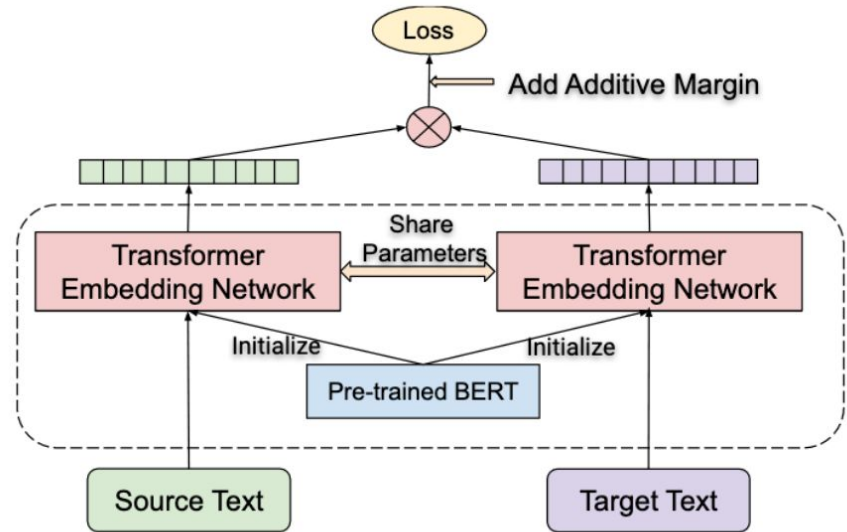 Loss
Add Additive Margin
Share
Parameters
Transformer
Embedding Network
Transformer
Embedding Network
Initialize
Initialize
Pre-trained BERT
Source Text
Target Text